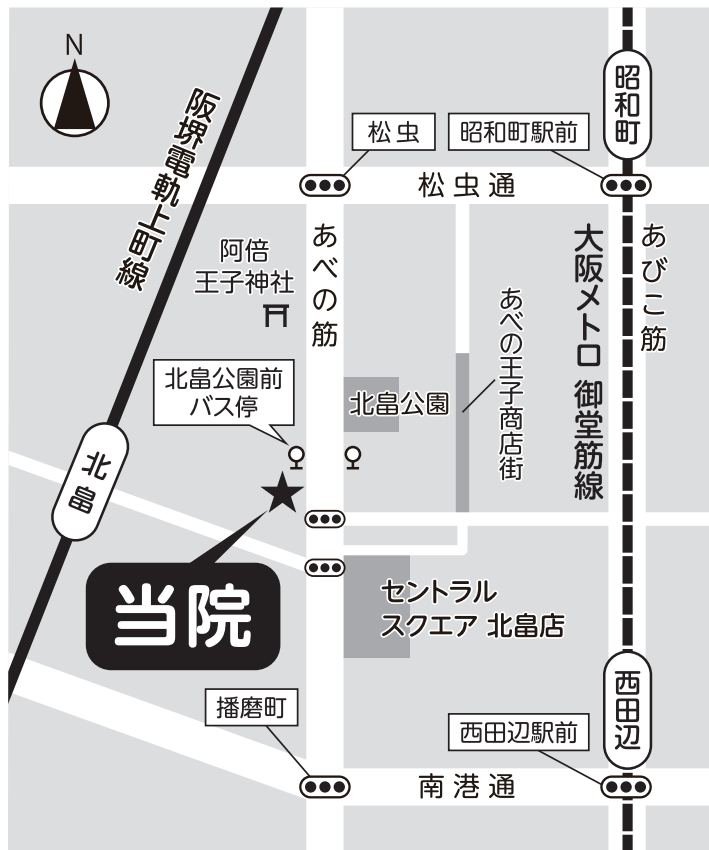 N
昭和町
阪堺電軌上町線
松虫
昭和町駅前
松虫通
阿倍
王子神社
あべの筋
大阪メトロ 御堂筋線
あびこ筋
あべの王子商店街
北畠公園前
バス停
北畠公園
北畠
当院
セントラル
スクエア 北畠店
西田辺
播磨町
西田辺駅前
南港通